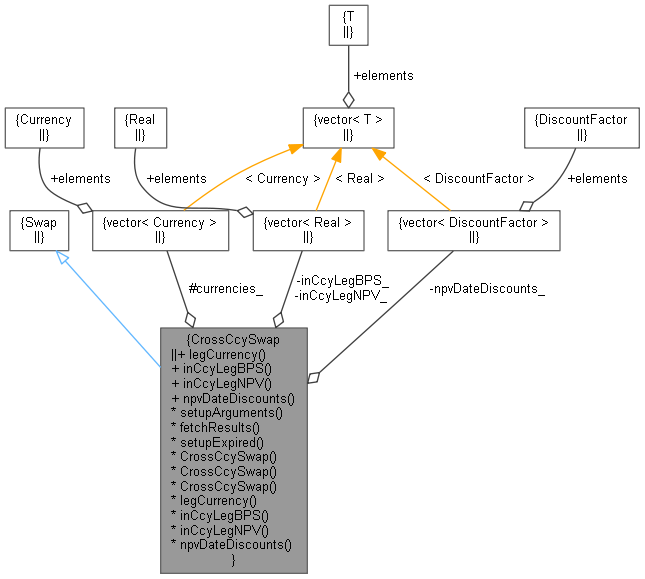 {T
||}
+elements
{Currency
||}
{Real
||}
{vector< T >
||}
{DiscountFactor
||}
+elements
+elements
< Currency >
< Real >
< DiscountFactor >
+elements
{Swap
||}
{vector< Currency >
||}
{vector< Real >
||}
{vector< DiscountFactor >
||}
#currencies_
-inCcyLegBPS_
-inCcyLegNPV_
-npvDateDiscounts_
{CrossCcySwap
||+ legCurrency()
+ inCcyLegBPS()
+ inCcyLegNPV()
+ npvDateDiscounts()
* setupArguments()
* fetchResults()
* setupExpired()
* CrossCcySwap()
* CrossCcySwap()
* CrossCcySwap()
* legCurrency()
* inCcyLegBPS()
* inCcyLegNPV()
* npvDateDiscounts()
}